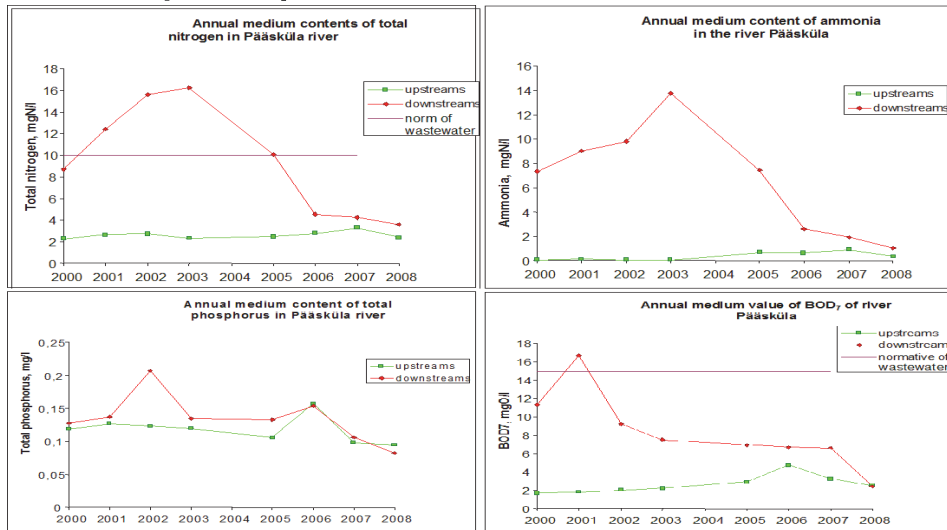 Annual medium contents of total
nitrogen in Pääsküla river
18
16
14
12
10
8
6
4
2
0
Total nitrogen, mgN/l
2000 2001 2002 2003 2004 2005 2006 2007 2008
upstreams
downstreams
norm of
wastewater
Annual medium content of ammonia
in the river Pääsküla
16
14
12
10
8
6
4
2
0
Ammonia, mgN/l
2000 2001 2002 2003 2004 2005 2006 2007 2008
upstreams
downstreams
Annual medium content of total
phosphorus in Pääsküla river
0,25
0,2
0,15
0,1
0,05
0
Total phosphorus, mg/l
2000 2001 2002 2003 2004 2005 2006 2007 2008
upstreams
downstreams
Annual medium value of BOD₇ of river
Pääsküla
18
16
14
12
10
8
6
4
2
0
BOD7, mgO/l
2000 2001 2002 2003 2004 2005 2006 2007 2008
upstreams
downstream
normative of
wastewater